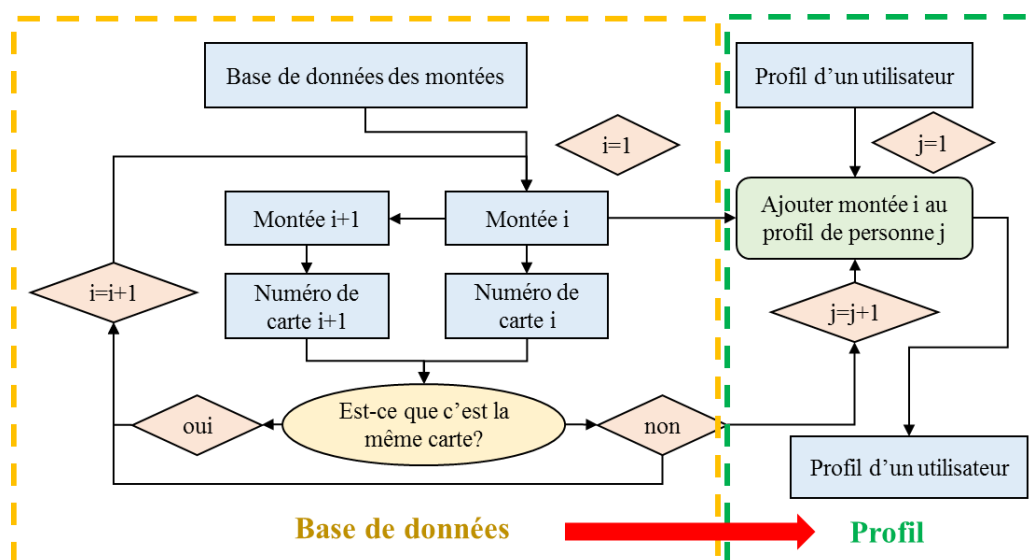 Base de données des montées
Profil d'un utilisateur
i=1
j=1
Montée i+1
Montée i
Ajouter montée i au
profil de personne j
i=i+1
Numéro de
carte i+1
Numéro de
carte i
j=j+1
oui
Est-ce que c'est la
même carte?
non
Profil d'un utilisateur
Base de données
Profil